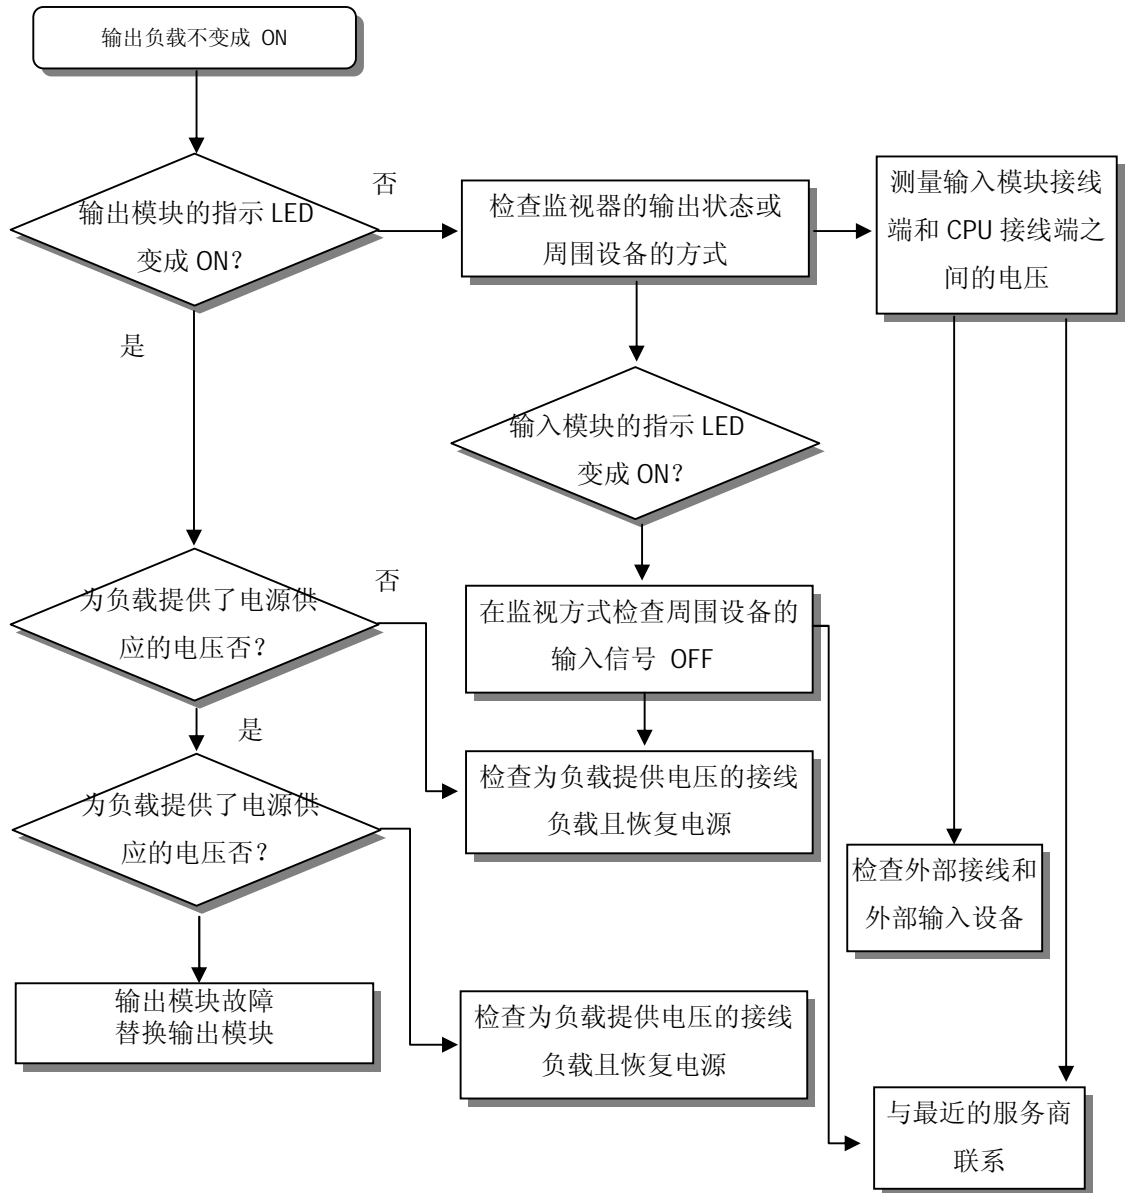 输出负载不变成 ON
输出模块的指示 LED
变成 ON?
否
是
检查监视器的输出状态或
周围设备的方式
测量输入模块接线
端和 CPU 接线端之
间的电压
输入模块的指示 LED
变成 ON?
为负载提供了电源供
应的电压否?
否
是
在监视方式检查周围设备的
输入信号 OFF
检查为负载提供电压的接线
负载且恢复电源
为负载提供了电源供
应的电压否?
检查外部接线和
外部输入设备
输出模块故障
替换输出模块
检查为负载提供电压的接线
负载且恢复电源
与最近的服务商
联系